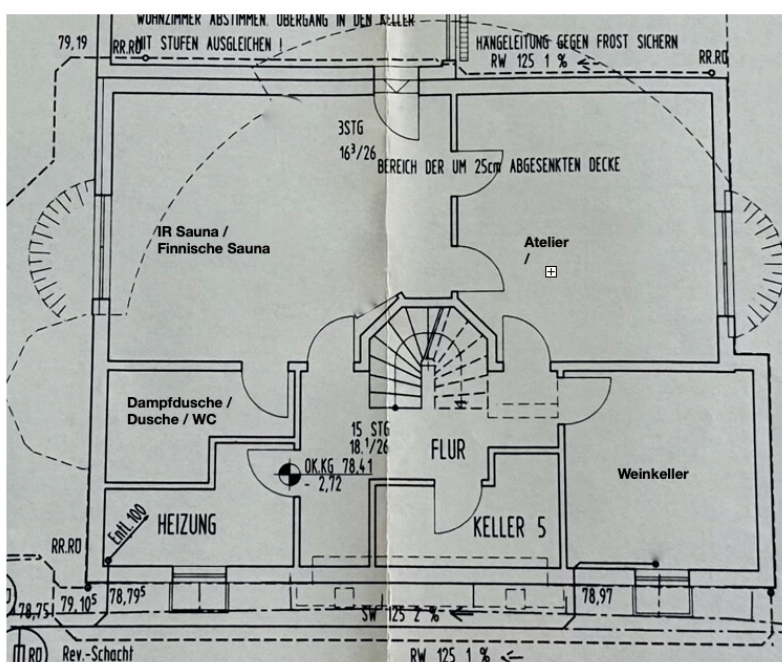 WOHNZIMMER ABSTIMMEN. ÜBERGANG IN DEN KELLER
MIT STUFEN AUSGLEICHEN !
79,19
RR.RO
HÄNGELEITUNG GEGEN FROST SICHERN
RW 125 1 %
RR.RO
3STG
16³/26
BEREICH DER UM 25cm ABGESENKTEN DECKE
IR Sauna /
Finnische Sauna
Atelier
/
Dampfdusche /
Dusche / WC
15 STG
18.¹/26
FLUR
OK.KG 78,41
- 2,72
Weinkeller
HEIZUNG
Entl.100
KELLER 5
RR.RO
78,75
79,10⁵
78,79⁵
78,97
SW 125 2 %
RO
Rev.-Schacht
RW 125 1 %